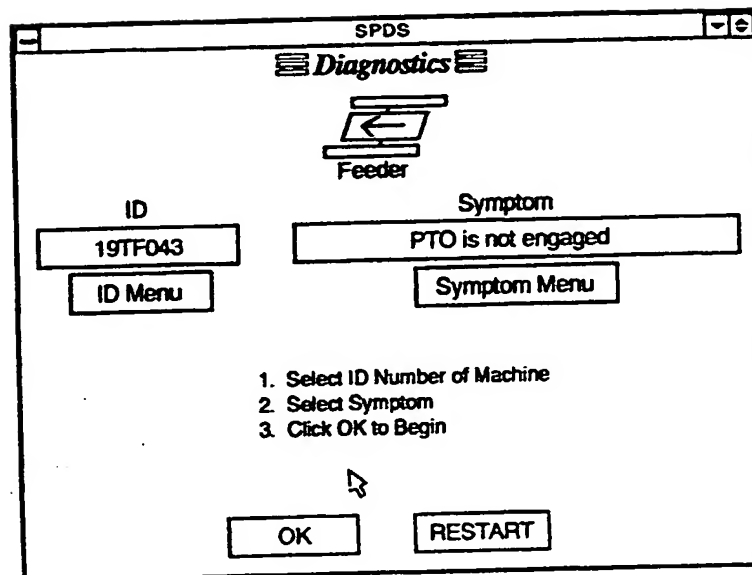 SPDS
Diagnostics
Feeder
ID
Symptom
19TF043
PTO is not engaged
ID Menu
Symptom Menu
1. Select ID Number of Machine
2. Select Symptom
3. Click OK to Begin
OK
RESTART